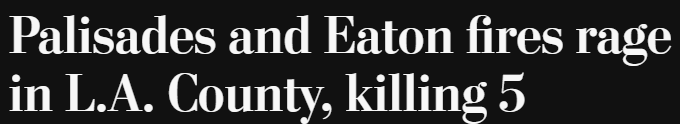 Palisades and Eaton fires rage
in L.A. County, killing 5